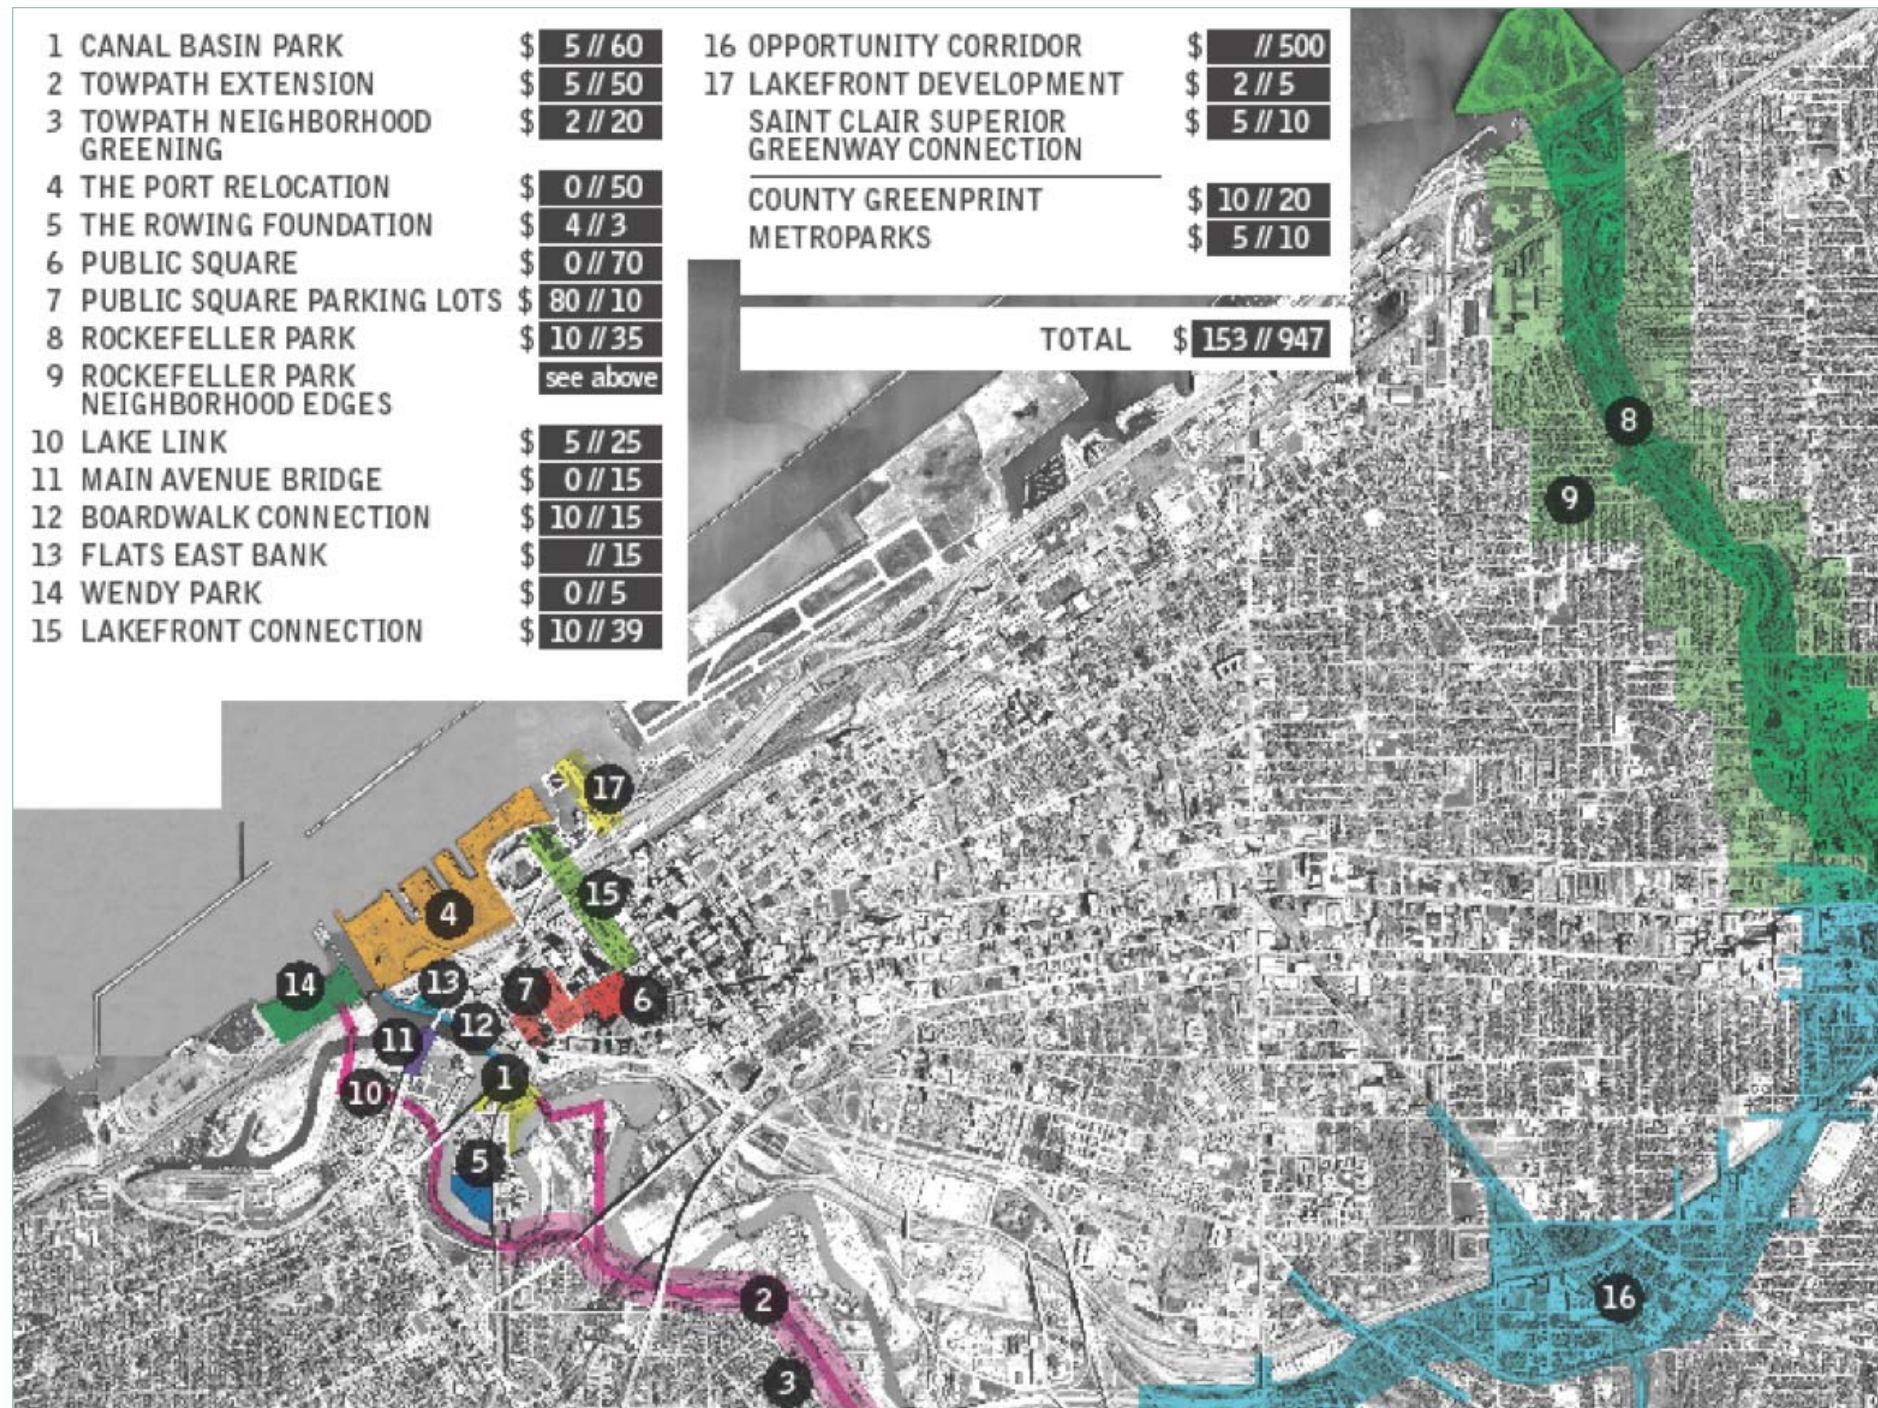 1 CANAL BASIN PARK $ 5 // 60
2 TOWPATH EXTENSION $ 5 // 50
3 TOWPATH NEIGHBORHOOD $ 2 // 20
GREENING
4 THE PORT RELOCATION $ 0 // 50
5 THE ROWING FOUNDATION $ 4 // 3
6 PUBLIC SQUARE $ 0 // 70
7 PUBLIC SQUARE PARKING LOTS $ 80 // 10
8 ROCKEFELLER PARK $ 10 // 35
9 ROCKEFELLER PARK see above
NEIGHBORHOOD EDGES
10 LAKE LINK $ 5 // 25
11 MAIN AVENUE BRIDGE $ 0 // 15
12 BOARDWALK CONNECTION $ 10 // 15
13 FLATS EAST BANK $ // 15
14 WENDY PARK $ 0 // 5
15 LAKEFRONT CONNECTION $ 10 // 39
16 OPPORTUNITY CORRIDOR $ // 500
17 LAKEFRONT DEVELOPMENT $ 2 // 5
SAINT CLAIR SUPERIOR $ 5 // 10
GREENWAY CONNECTION
COUNTY GREENPRINT $ 10 // 20
METROPARKS $ 5 // 10
TOTAL $ 153 // 947
8
9
17
15
4
14
13
7
6
12
11
1
10
5
2
16
3